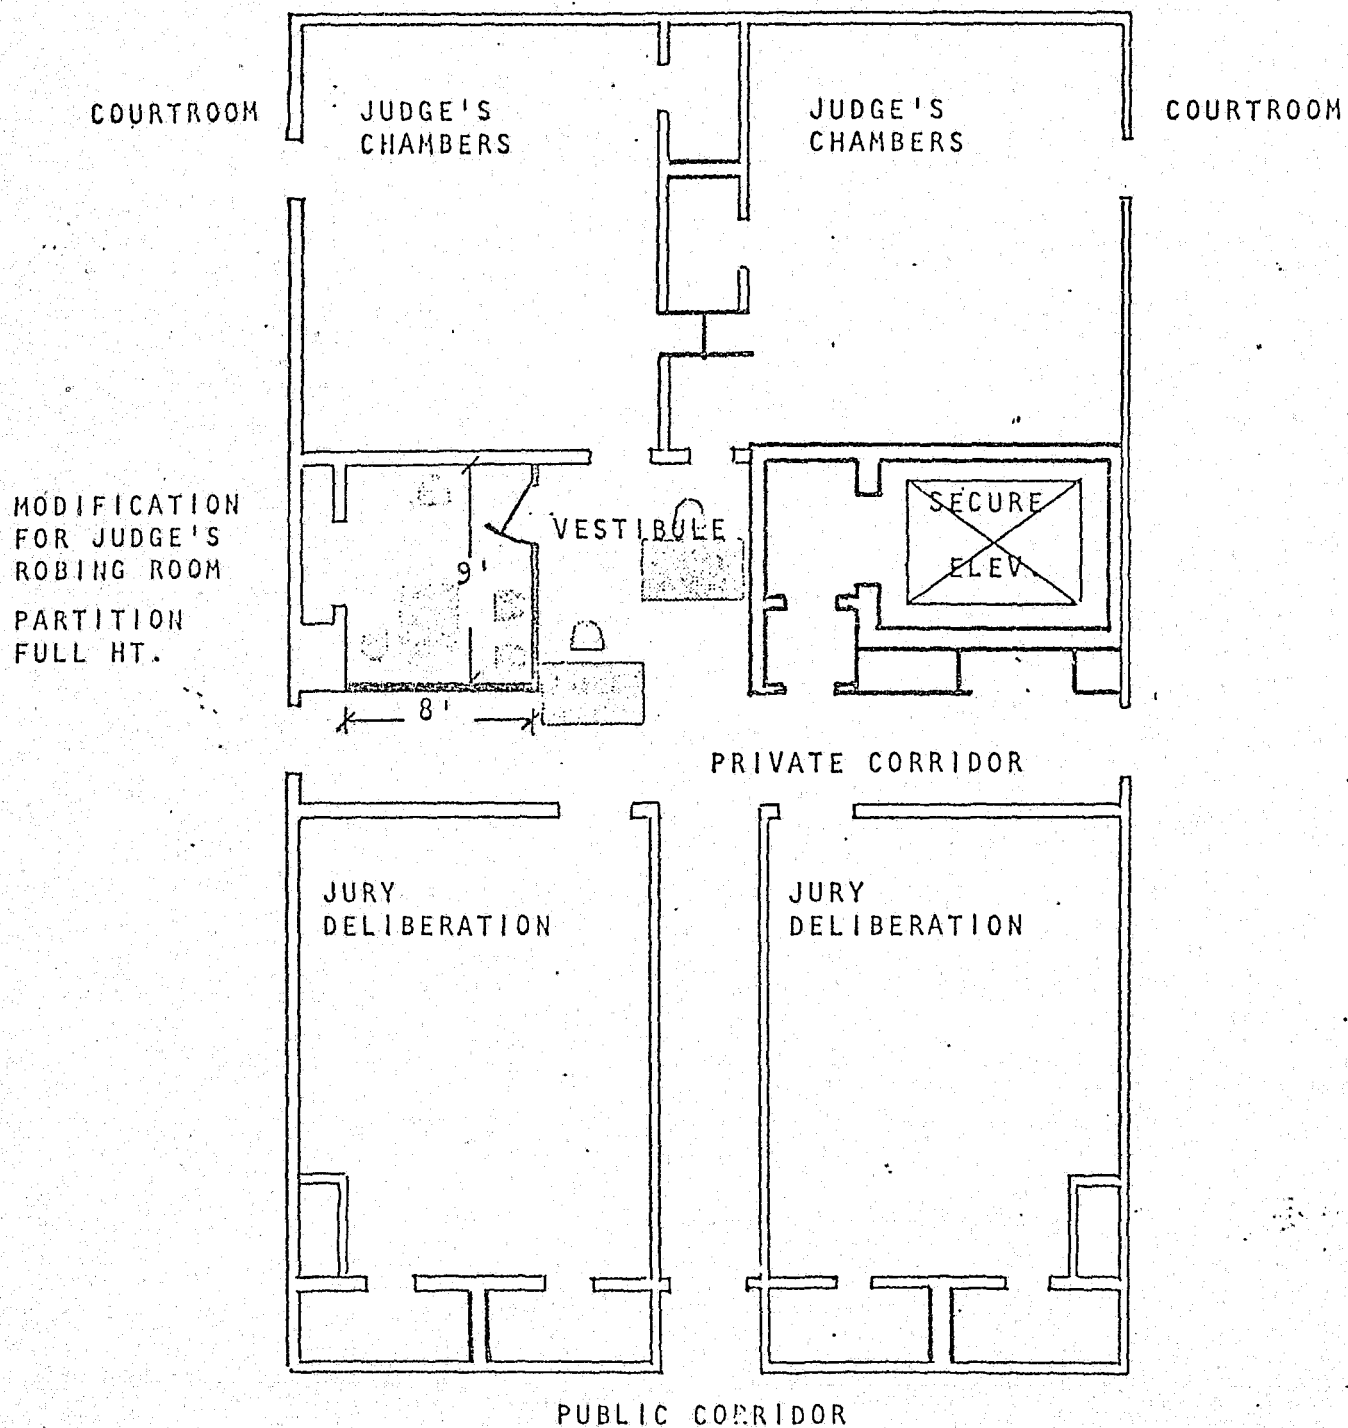 COURTROOM
JUDGE'S
CHAMBERS
JUDGE'S
CHAMBERS
COURTROOM
MODIFICATION
FOR JUDGE'S
ROBING ROOM
PARTITION
FULL HT.
9'
8'
VESTIBULE
SECURE
ELEV.
PRIVATE CORRIDOR
JURY
DELIBERATION
JURY
DELIBERATION
PUBLIC CORRIDOR